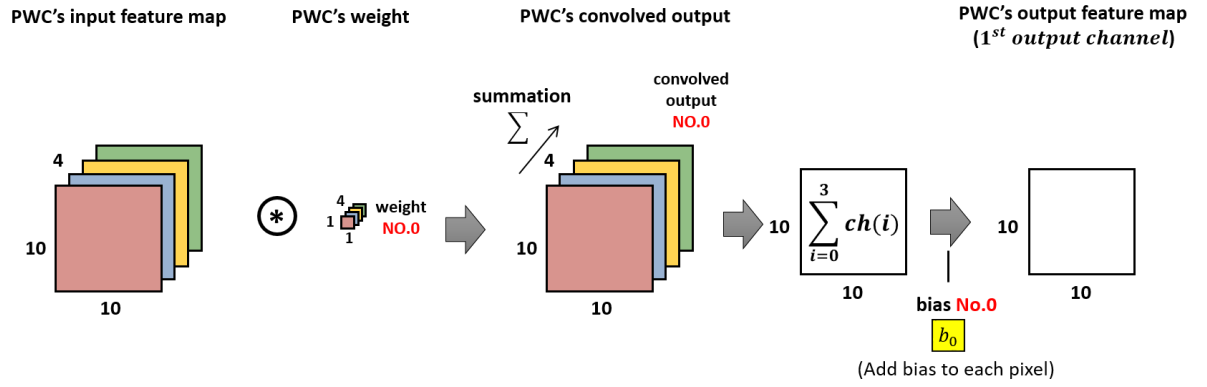 PWC's input feature map
PWC's weight
PWC's convolved output
PWC's output feature map
(1st output channel)
summation
∑
convolved
output
NO.0
4
10
10
*
4
1
1
weight
NO.0
4
10
10
10
3
∑ ch(i)
i=0
10
bias No.0
b0
(Add bias to each pixel)
10
10